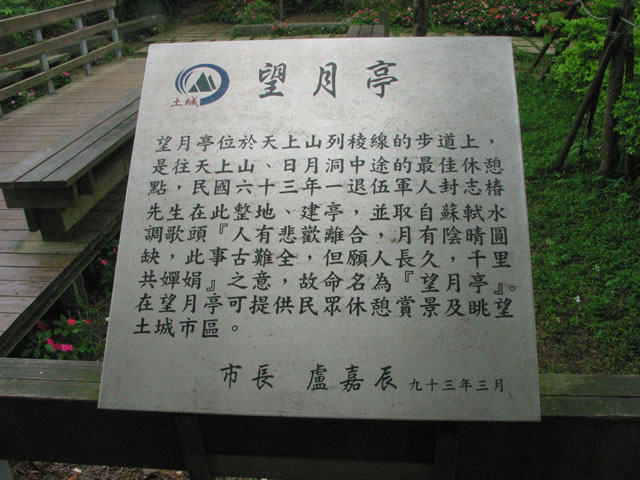 土城
望月亭
望月亭位於天上山列稜線的步道上，
是往天上山、日月洞中途的最佳休憩
點，民國六十三年一退伍軍人封志椿
先生在此整地、建亭，並取自蘇軾水
調歌頭『人有悲歡離合，月有陰晴圓
缺，此事古難全，但願人長久，千里
共嬋娟』之意，故命名為『望月亭』。
在望月亭可提供民眾休憩賞景及眺望
土城市區。
市長 盧嘉辰 九十三年三月